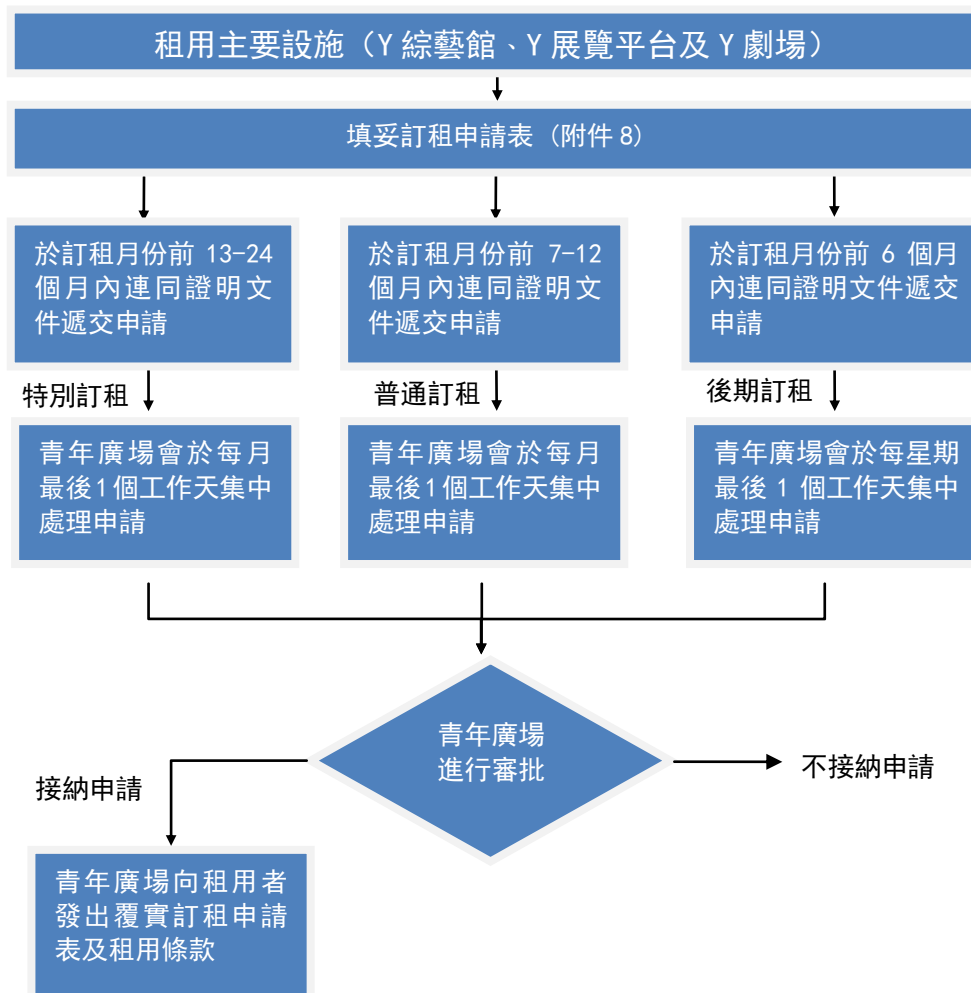 租用主要設施（Y 綜藝館、Y 展覽平台及 Y 劇場）
填妥訂租申請表 (附件 8)
於訂租月份前 13-24
個月內連同證明文
件遞交申請
於訂租月份前 7-12
個月內連同證明文
件遞交申請
於訂租月份前 6 個月
內連同證明文件遞交
申請
特別訂租
普通訂租
後期訂租
青年廣場會於每月
最後1個工作天集中
處理申請
青年廣場會於每月
最後1個工作天集中
處理申請
青年廣場會於每星期
最後 1 個工作天集中
處理申請
青年廣場
進行審批
接納申請
不接納申請
青年廣場向租用者
發出覆實訂租申請
表及租用條款